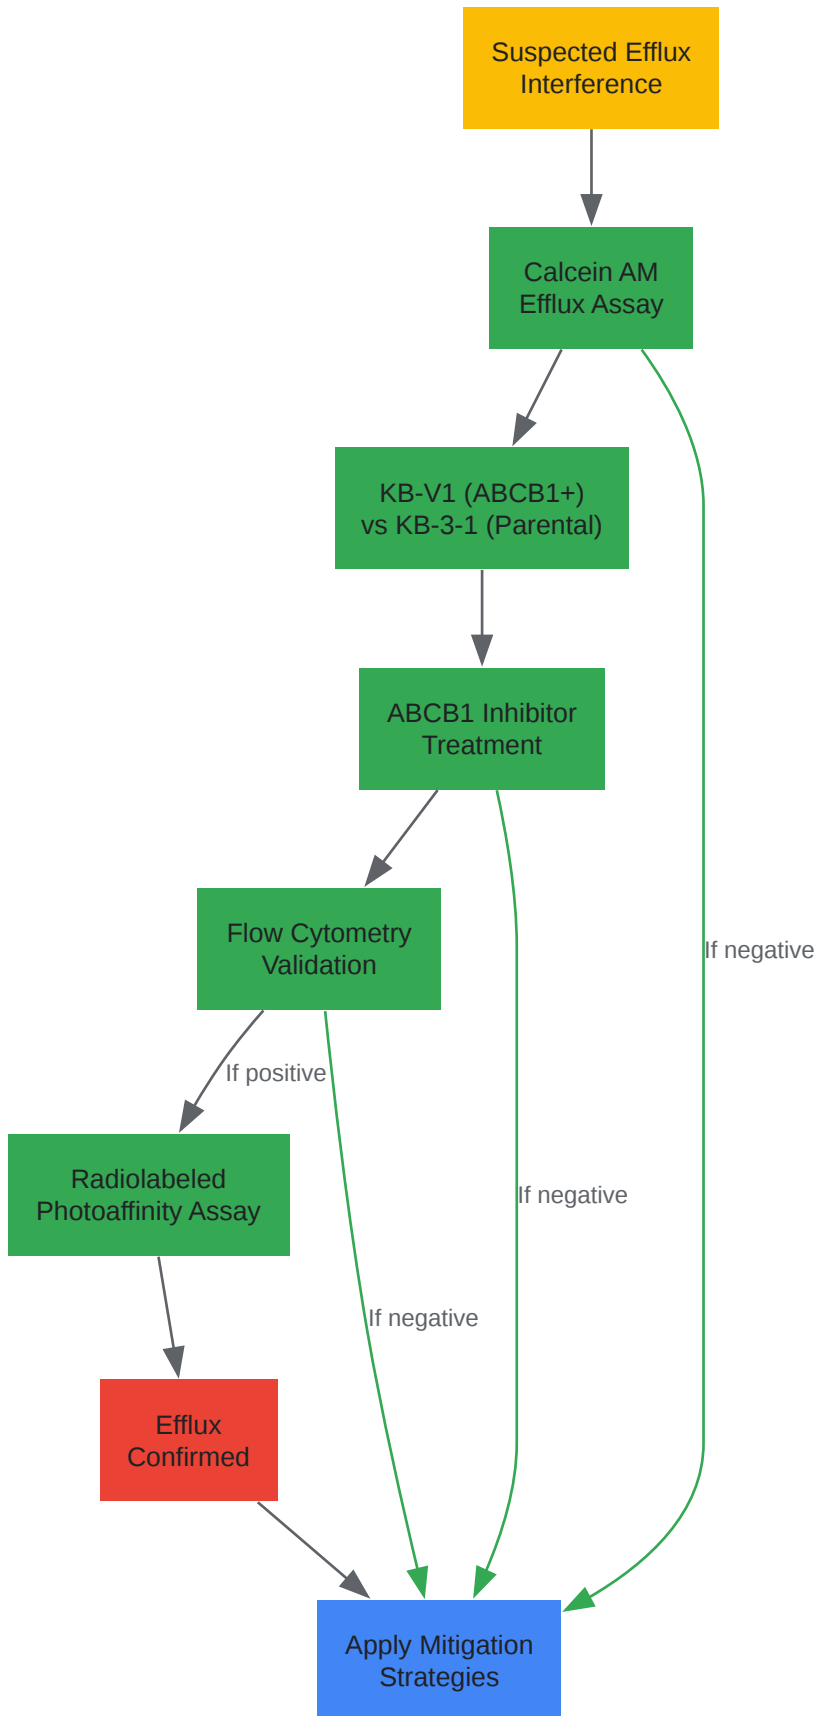 Suspected Efflux
Interference
Calcein AM
Efflux Assay
KB-V1 (ABCB1+)
vs KB-3-1 (Parental)
ABCB1 Inhibitor
Treatment
Flow Cytometry
Validation
If negative
If positive
Radiolabeled
Photoaffinity Assay
If negative
If negative
Efflux
Confirmed
Apply Mitigation
Strategies